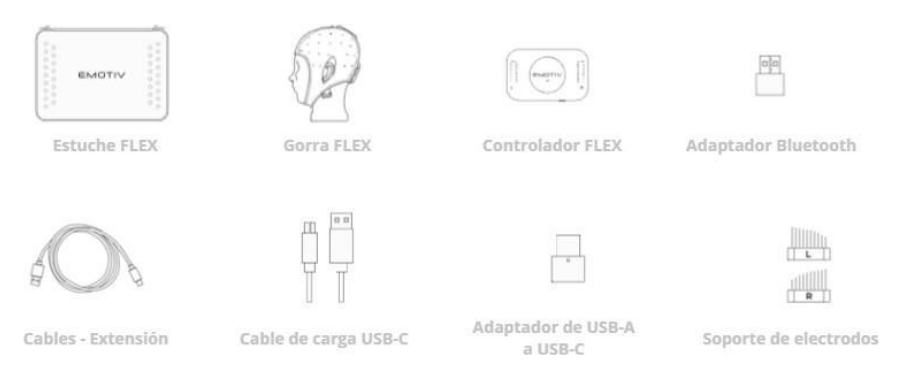 EMOTIV
EMOTIV
Estuche FLEX
Gorra FLEX
Controlador FLEX
Adaptador Bluetooth
L
R
Cables - Extensión
Cable de carga USB-C
Adaptador de USB-A
a USB-C
Soporte de electrodos